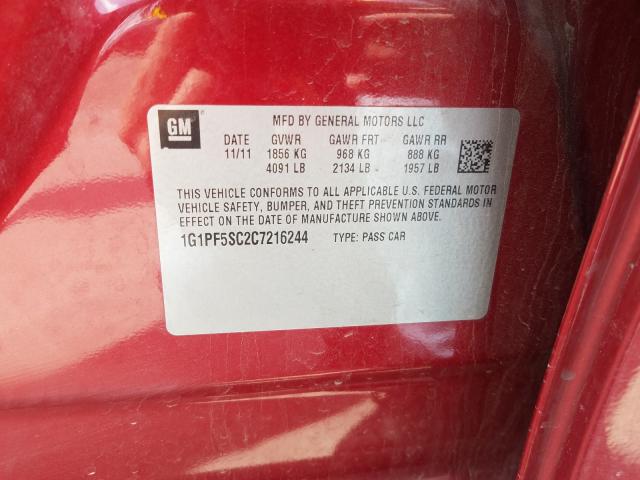 GM
MFD BY GENERAL MOTORS LLC
DATE GVWR GAWR FRT GAWR RR
11/11 1856 KG 968 KG 888 KG
4091 LB 2134 LB 1957 LB
THIS VEHICLE CONFORMS TO ALL APPLICABLE U.S. FEDERAL MOTOR
VEHICLE SAFETY, BUMPER, AND THEFT PREVENTION STANDARDS IN
EFFECT ON THE DATE OF MANUFACTURE SHOWN ABOVE.
1G1PF5SC2C7216244 TYPE: PASS CAR